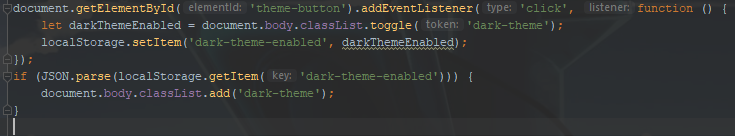 document.getElementById( elementId: 'theme-button').addEventListener( type: 'click', listener: function () {
    let darkThemeEnabled = document.body.classList.toggle( token: 'dark-theme');
    localStorage.setItem('dark-theme-enabled', darkThemeEnabled);
});
if (JSON.parse(localStorage.getItem( key: 'dark-theme-enabled'))) {
    document.body.classList.add('dark-theme');
}